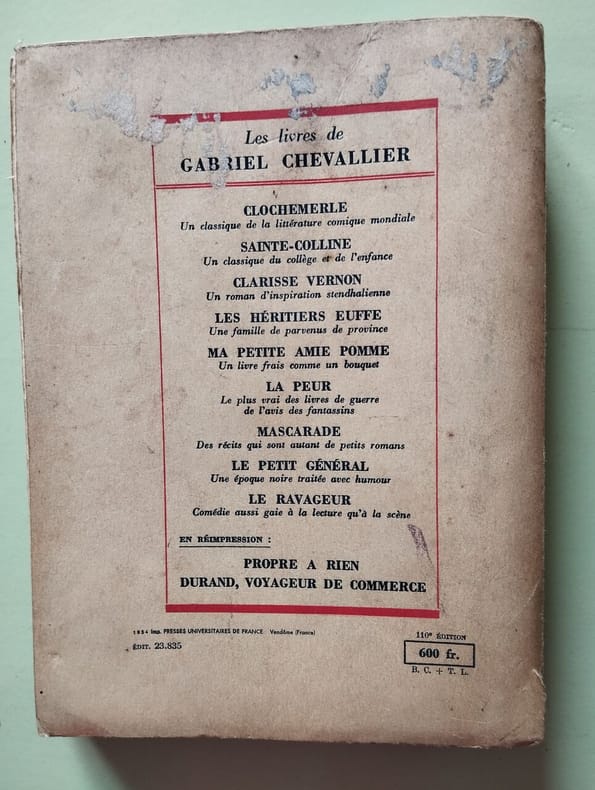 Les livres de
GABRIEL CHEVALLIER
CLOCHEMERLE
Un classique de la littérature comique mondiale
SAINTE-COLLINE
Un classique du collège et de l'enfance
CLARISSE VERNON
Un roman d'inspiration stendhalienne
LES HÉRITIERS EUFFE
Une famille de parvenus de province
MA PETITE AMIE POMME
Un livre frais comme un bouquet
LA PEUR
Le plus vrai des livres de guerre
de l'avis des fantassins
MASCARADE
Des récits qui sont autant de petits romans
LE PETIT GÉNÉRAL
Une époque noire traitée avec humour
LE RAVAGEUR
Comédie aussi gaie à la lecture qu'à la scène
EN RÉIMPRESSION :
PROPRE A RIEN
DURAND, VOYAGEUR DE COMMERCE
1954 Imp. PRESSES UNIVERSITAIRES DE FRANCE Vendôme (France)
ÉDIT. 23.835
110e ÉDITION
600 fr.
B. C. + T. L.